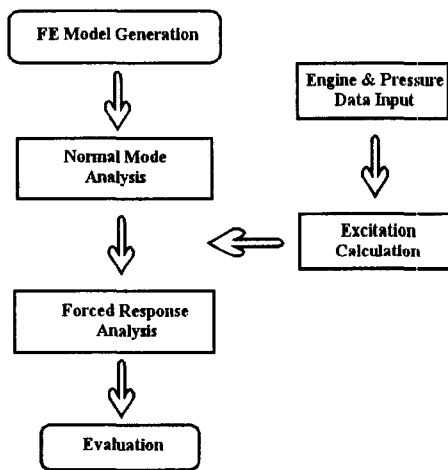 FE Model Generation
Engine & Pressure
Data Input
Normal Mode
Analysis
Excitation
Calculation
Forced Response
Analysis
Evaluation